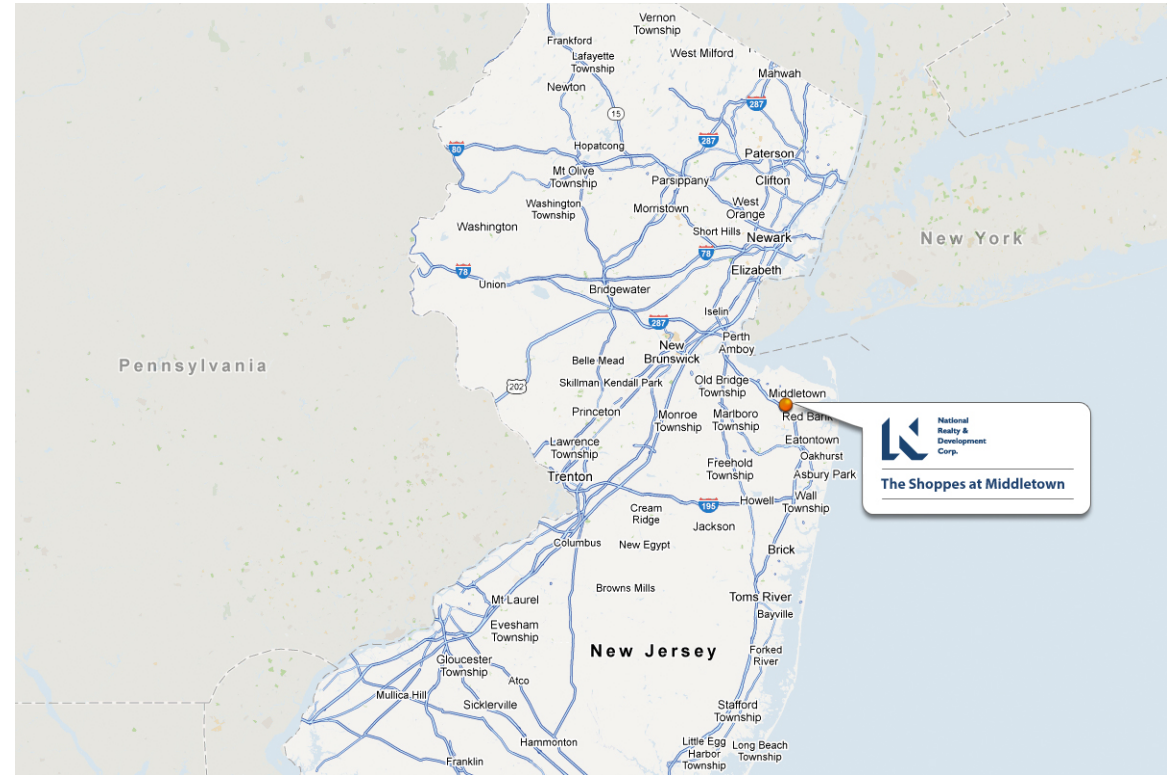 Vernon
Township
Frankford
Lafayette
Township
West Milford
Mahwah
Newton
287
15
80
Hopatcong
287
Paterson
Mt Olive
Township
Parsippany
Clifton
Washington
Township
Morristown
West
Orange
Washington
Short Hills
Newark
New York
78
78
Elizabeth
Union
Bridgewater
Iselin
287
Perth
Amboy
New
Brunswick
Pennsylvania
Belle Mead
202
Skillman
Kendall Park
Old Bridge
Township
Middletown
Princeton
Monroe
Township
Marlboro
Township
Red Bank
National
Realty &
Development
Corp.
The Shoppes at Middletown
Lawrence
Township
Eatontown
Oakhurst
Freehold
Township
Asbury Park
Trenton
195
Howell
Wall
Township
Cream
Ridge
Jackson
Columbus
New Egypt
Brick
Browns Mills
Toms River
Mt Laurel
Bayville
Evesham
Township
New Jersey
Forked
River
Gloucester
Township
Atco
Mullica Hill
Sicklerville
Stafford
Township
Hammonton
Little Egg
Harbor
Township
Long Beach
Township
Franklin